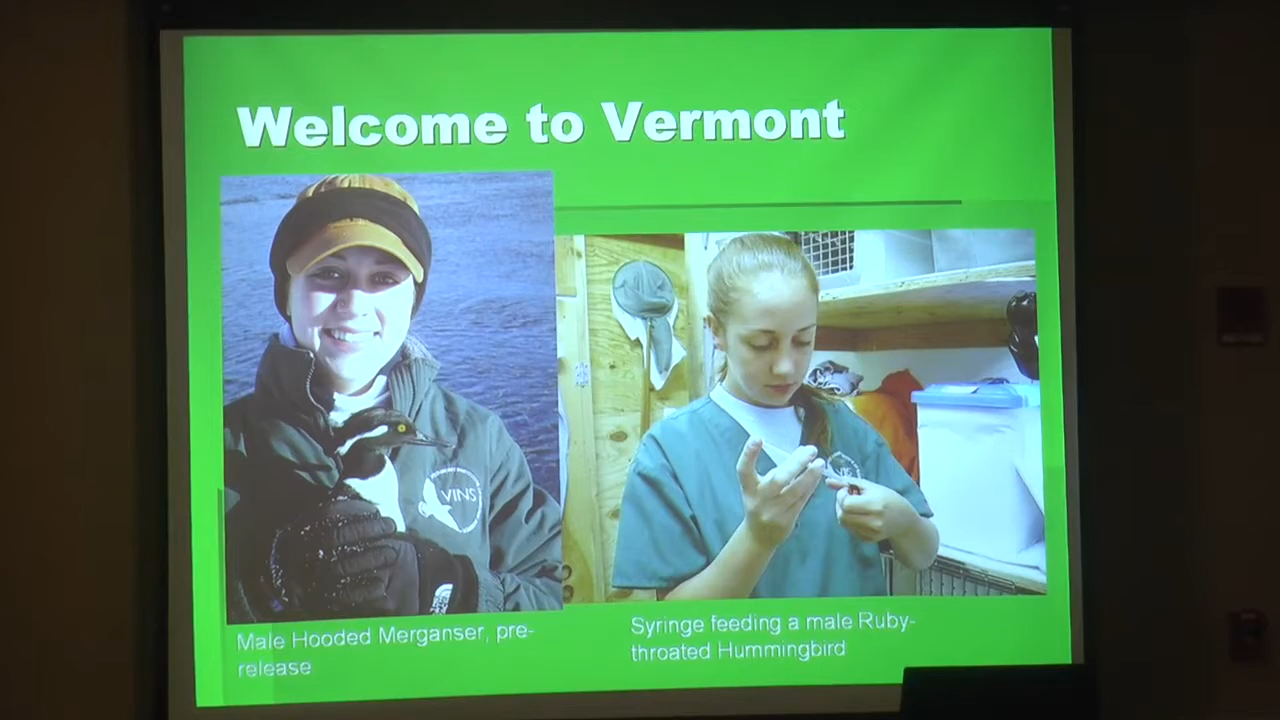 Welcome to Vermont
VINS
Male Hooded Merganser, pre-
release
Syringe feeding a male Ruby-
throated Hummingbird